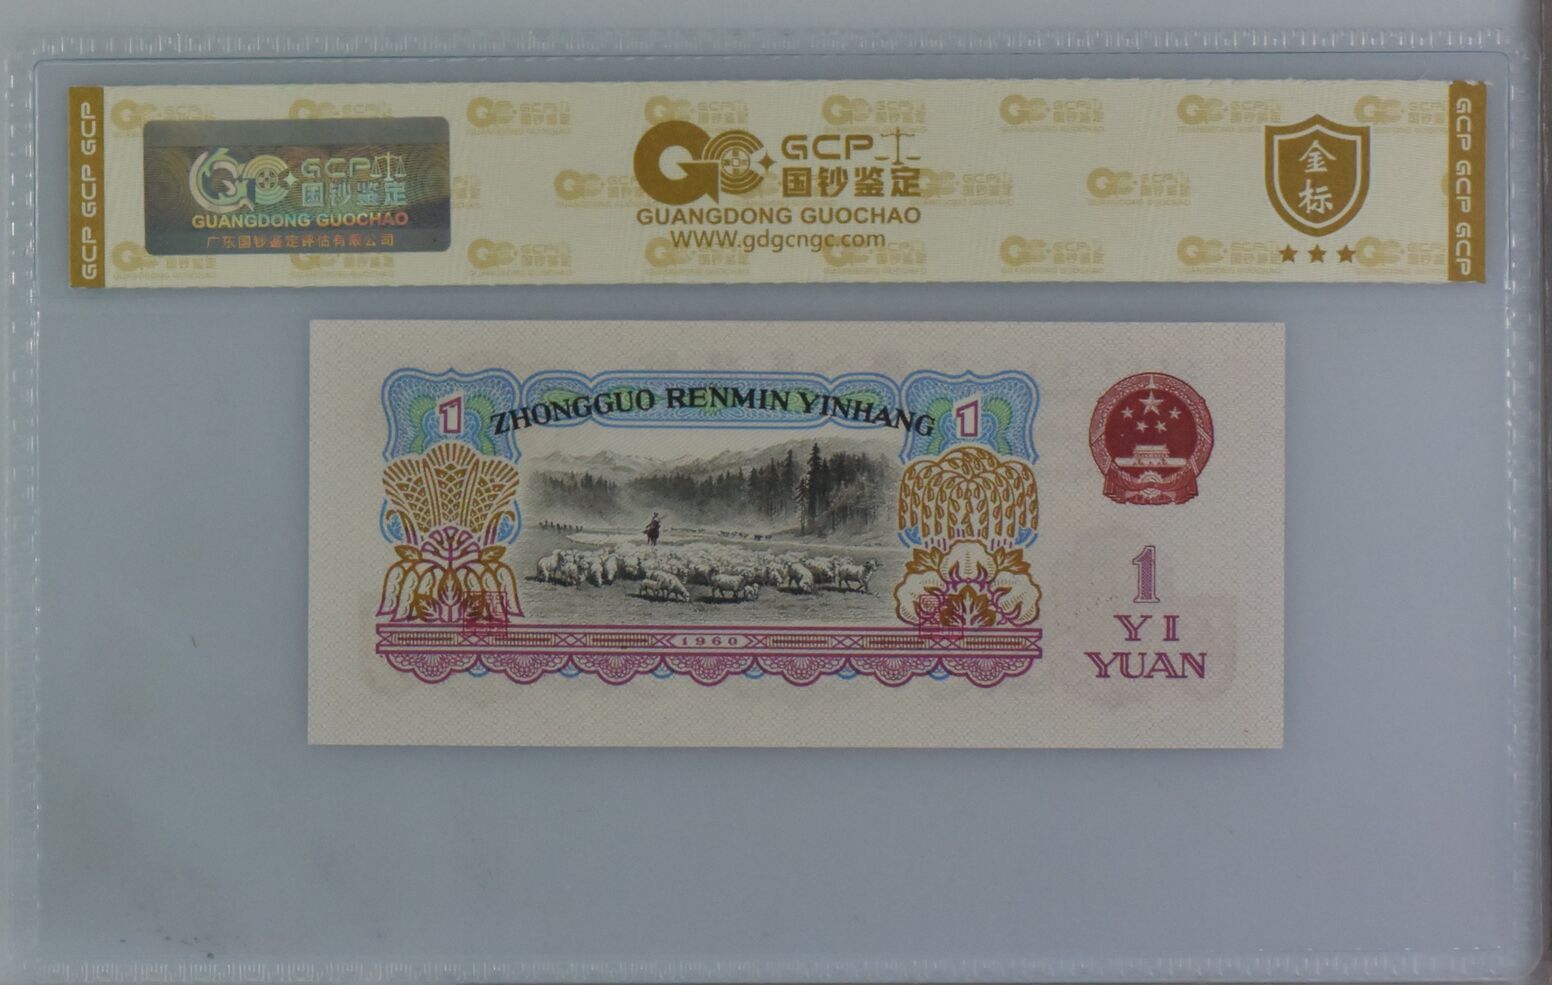 GCP GCP GCP
GCP
国钞鉴定
GUANGDONG GUOCHAO
广东国钞鉴定评估有限公司
GCP
国钞鉴定
GUANGDONG GUOCHAO
WWW.gdgcngc.com
金
标
GCP GCP GCP
1
ZHONGGUO RENMIN YINHANG
1
1960
1
YI
YUAN